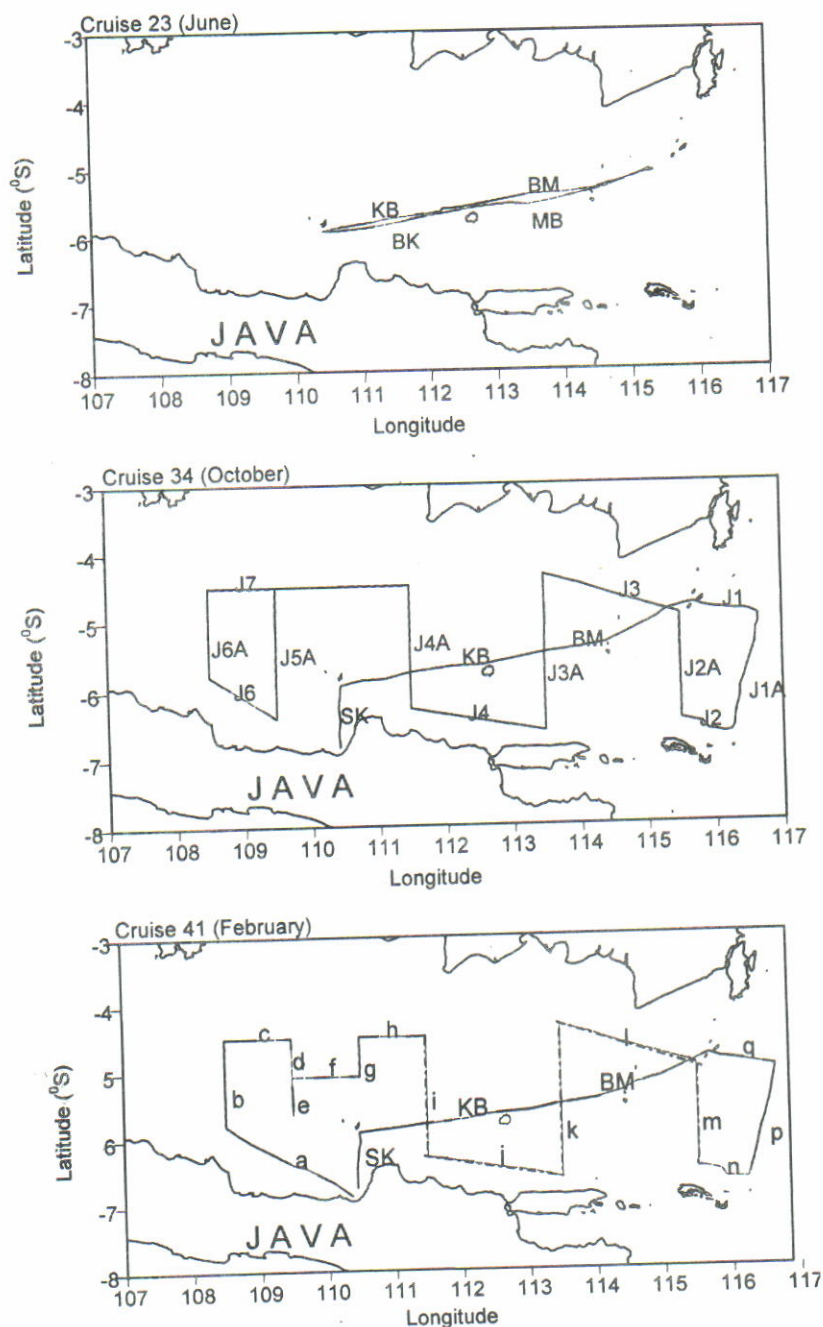 Cruise 23 (June)
-3
-4
-5
-6
-7
-8
Latitude (⁰S)
BM
KB
MB
BK
JAVA
107 108 109 110 111 112 113 114 115 116 117
Longitude
Cruise 34 (October)
-3
-4
-5
-6
-7
-8
Latitude (⁰S)
J7 J3 J1
J6A J5A J4A KB BM J3A J2A J1A
J6 SK J4 J2
JAVA
107 108 109 110 111 112 113 114 115 116 117
Longitude
Cruise 41 (February)
-3
-4
-5
-6
-7
-8
Latitude (⁰S)
c h l q
d f g
b e i KB BM k m p
a SK j n
JAVA
107 108 109 110 111 112 113 114 115 116 117
Longitude